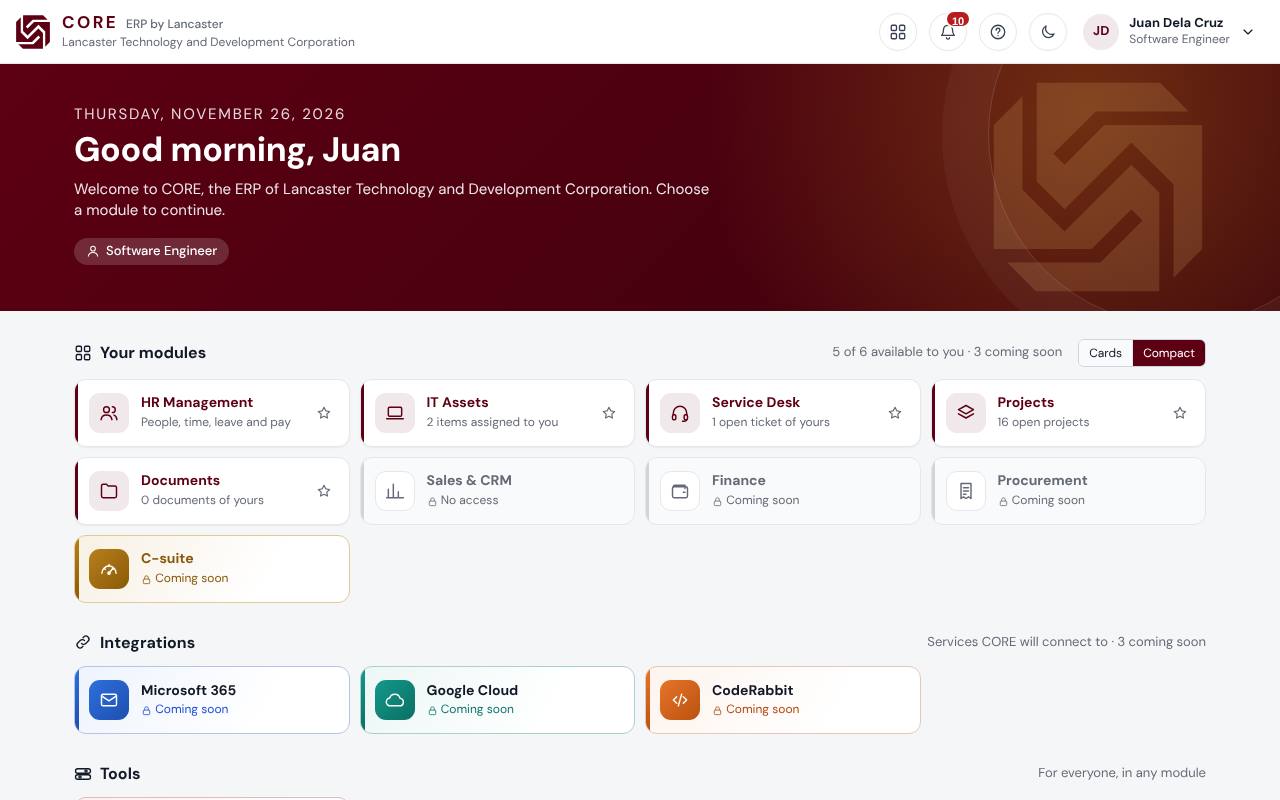 CORE ERP by Lancaster
Lancaster Technology and Development Corporation
10
JD
Juan Dela Cruz
Software Engineer
THURSDAY, NOVEMBER 26, 2026
Good morning, Juan
Welcome to CORE, the ERP of Lancaster Technology and Development Corporation. Choose
a module to continue.
Software Engineer
Your modules
5 of 6 available to you · 3 coming soon
Cards
Compact
HR Management
People, time, leave and pay
IT Assets
2 items assigned to you
Service Desk
1 open ticket of yours
Projects
16 open projects
Documents
0 documents of yours
Sales & CRM
No access
Finance
Coming soon
Procurement
Coming soon
C-suite
Coming soon
Integrations
Services CORE will connect to · 3 coming soon
Microsoft 365
Coming soon
Google Cloud
Coming soon
CodeRabbit
Coming soon
Tools
For everyone, in any module